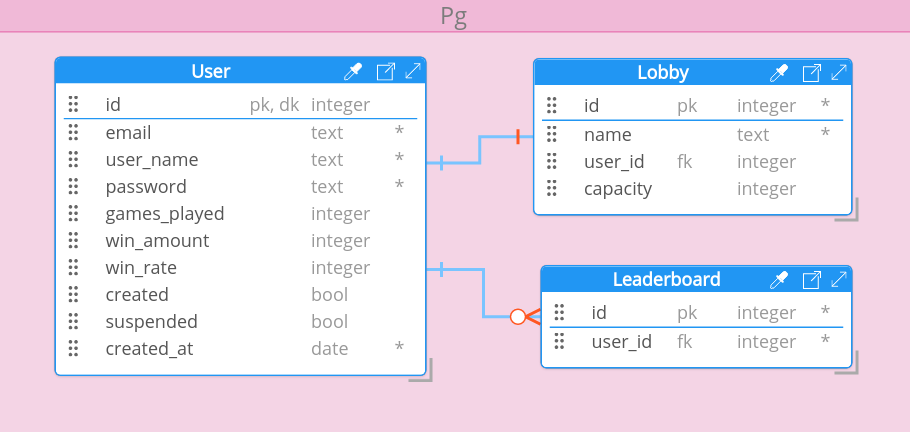 Pg
User
id pk, dk integer
email text *
user_name text *
password text *
games_played integer
win_amount integer
win_rate integer
created bool
suspended bool
created_at date *
Lobby
id pk integer *
name text *
user_id fk integer
capacity integer
Leaderboard
id pk integer *
user_id fk integer *